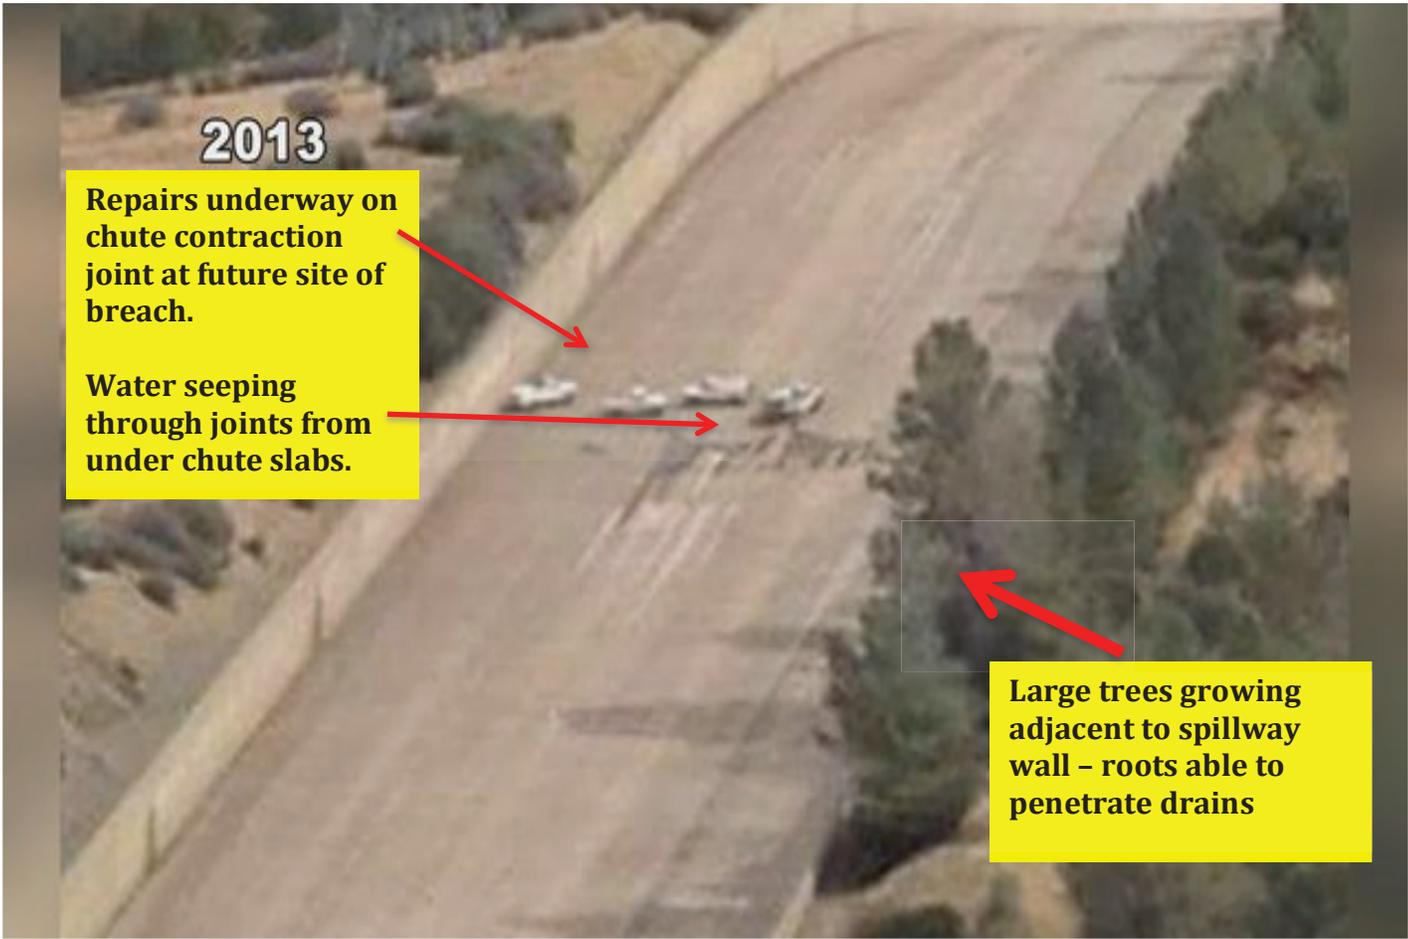 2013
Repairs underway on
chute contraction
joint at future site of
breach.
Water seeping
through joints from
under chute slabs.
Large trees growing
adjacent to spillway
wall – roots able to
penetrate drains